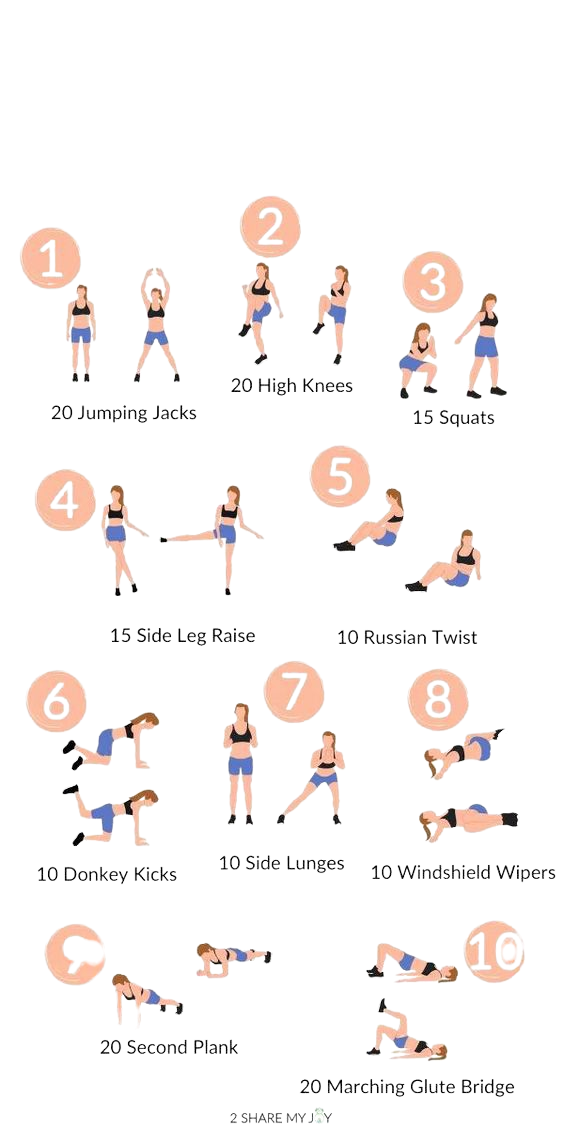 1
20 Jumping Jacks
2
20 High Knees
3
15 Squats
4
15 Side Leg Raise
5
10 Russian Twist
6
10 Donkey Kicks
7
10 Side Lunges
8
10 Windshield Wipers
9
20 Second Plank
10
20 Marching Glute Bridge
2 SHARE MY JOY